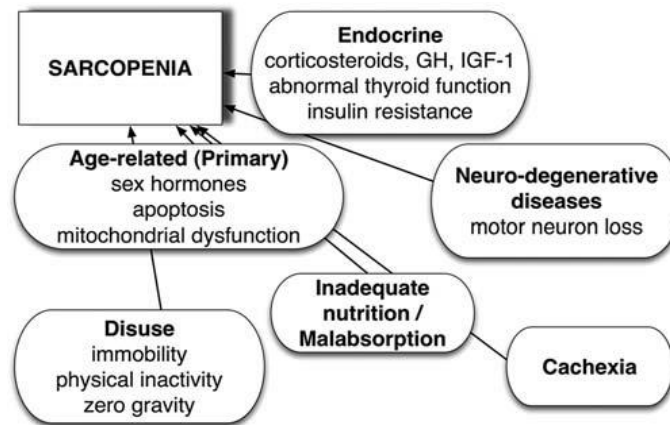 SARCOPENIA
Endocrine
corticosteroids, GH, IGF-1
abnormal thyroid function
insulin resistance
Age-related (Primary)
sex hormones
apoptosis
mitochondrial dysfunction
Neuro-degenerative
diseases
motor neuron loss
Inadequate
nutrition /
Malabsorption
Disuse
immobility
physical inactivity
zero gravity
Cachexia